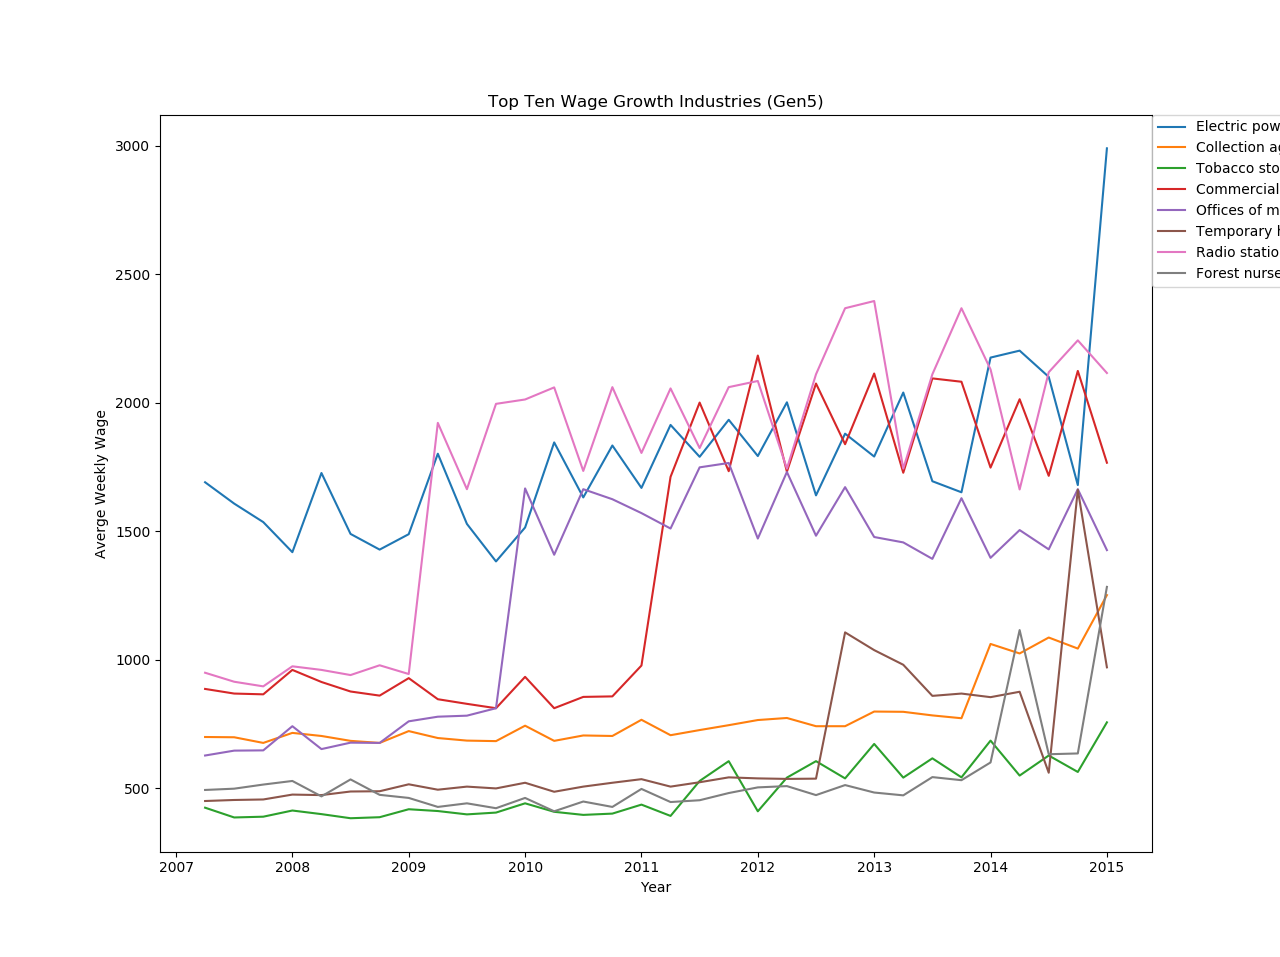 Top Ten Wage Growth Industries (Gen5)
3000
2500
2000
1500
1000
500
Averge Weekly Wage
2007 2008 2009 2010 2011 2012 2013 2014 2015
Year
Electric pow
Collection ag
Tobacco sto
Commercial
Offices of m
Temporary h
Radio statio
Forest nurse